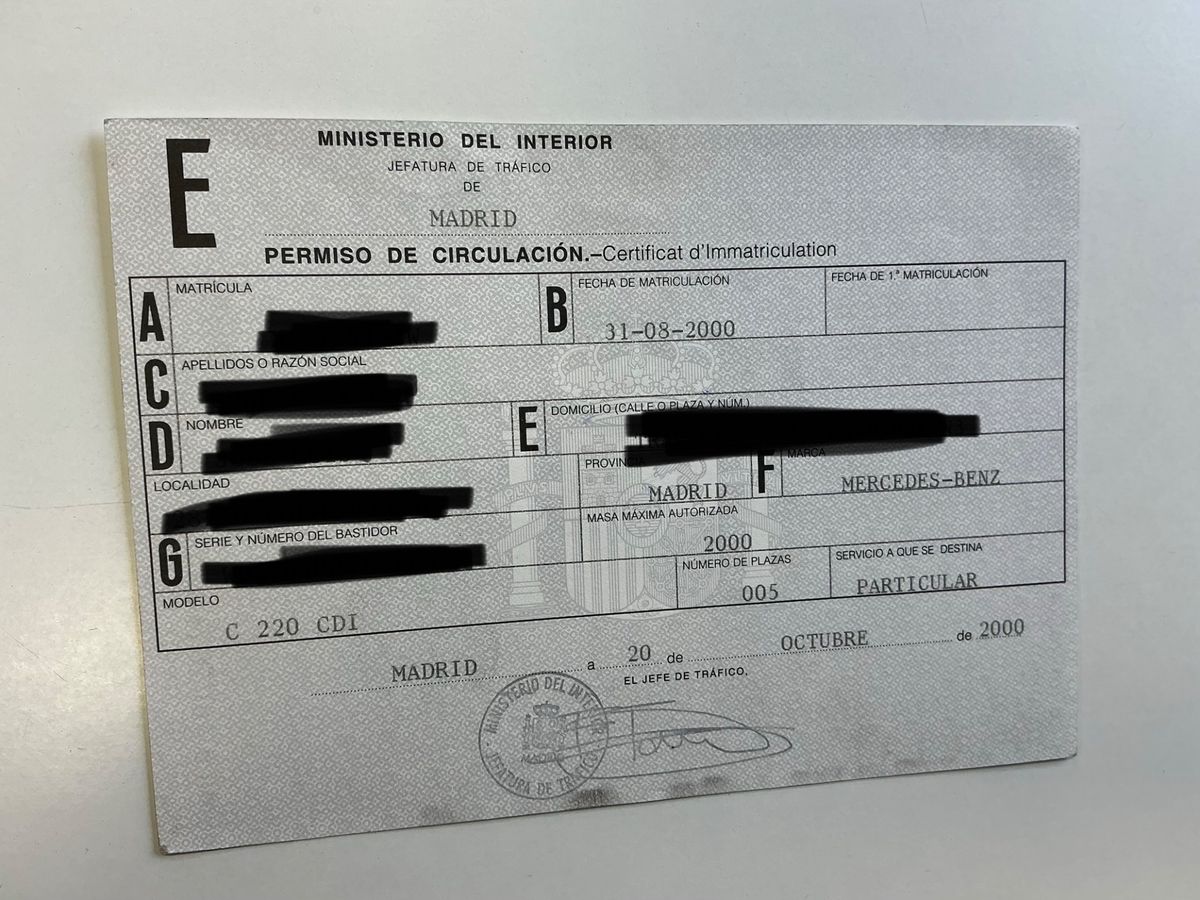 E
MINISTERIO DEL INTERIOR
JEFATURA DE TRÁFICO
DE
MADRID
PERMISO DE CIRCULACIÓN.–Certificat d'Immatriculation
A MATRÍCULA
B FECHA DE MATRICULACIÓN
31-08-2000
FECHA DE 1.ª MATRICULACIÓN
C APELLIDOS O RAZÓN SOCIAL
D NOMBRE
E DOMICILIO (CALLE O PLAZA Y NÚM.)
LOCALIDAD
PROVINCIA
MADRID
F MARCA
MERCEDES-BENZ
G SERIE Y NÚMERO DEL BASTIDOR
MASA MÁXIMA AUTORIZADA
2000
MODELO
C 220 CDI
NÚMERO DE PLAZAS
005
SERVICIO A QUE SE DESTINA
PARTICULAR
MADRID a 20 de OCTUBRE de 2000
EL JEFE DE TRÁFICO,
MINISTERIO DEL INTERIOR
MADRID
JEFATURA DE TRÁFICO